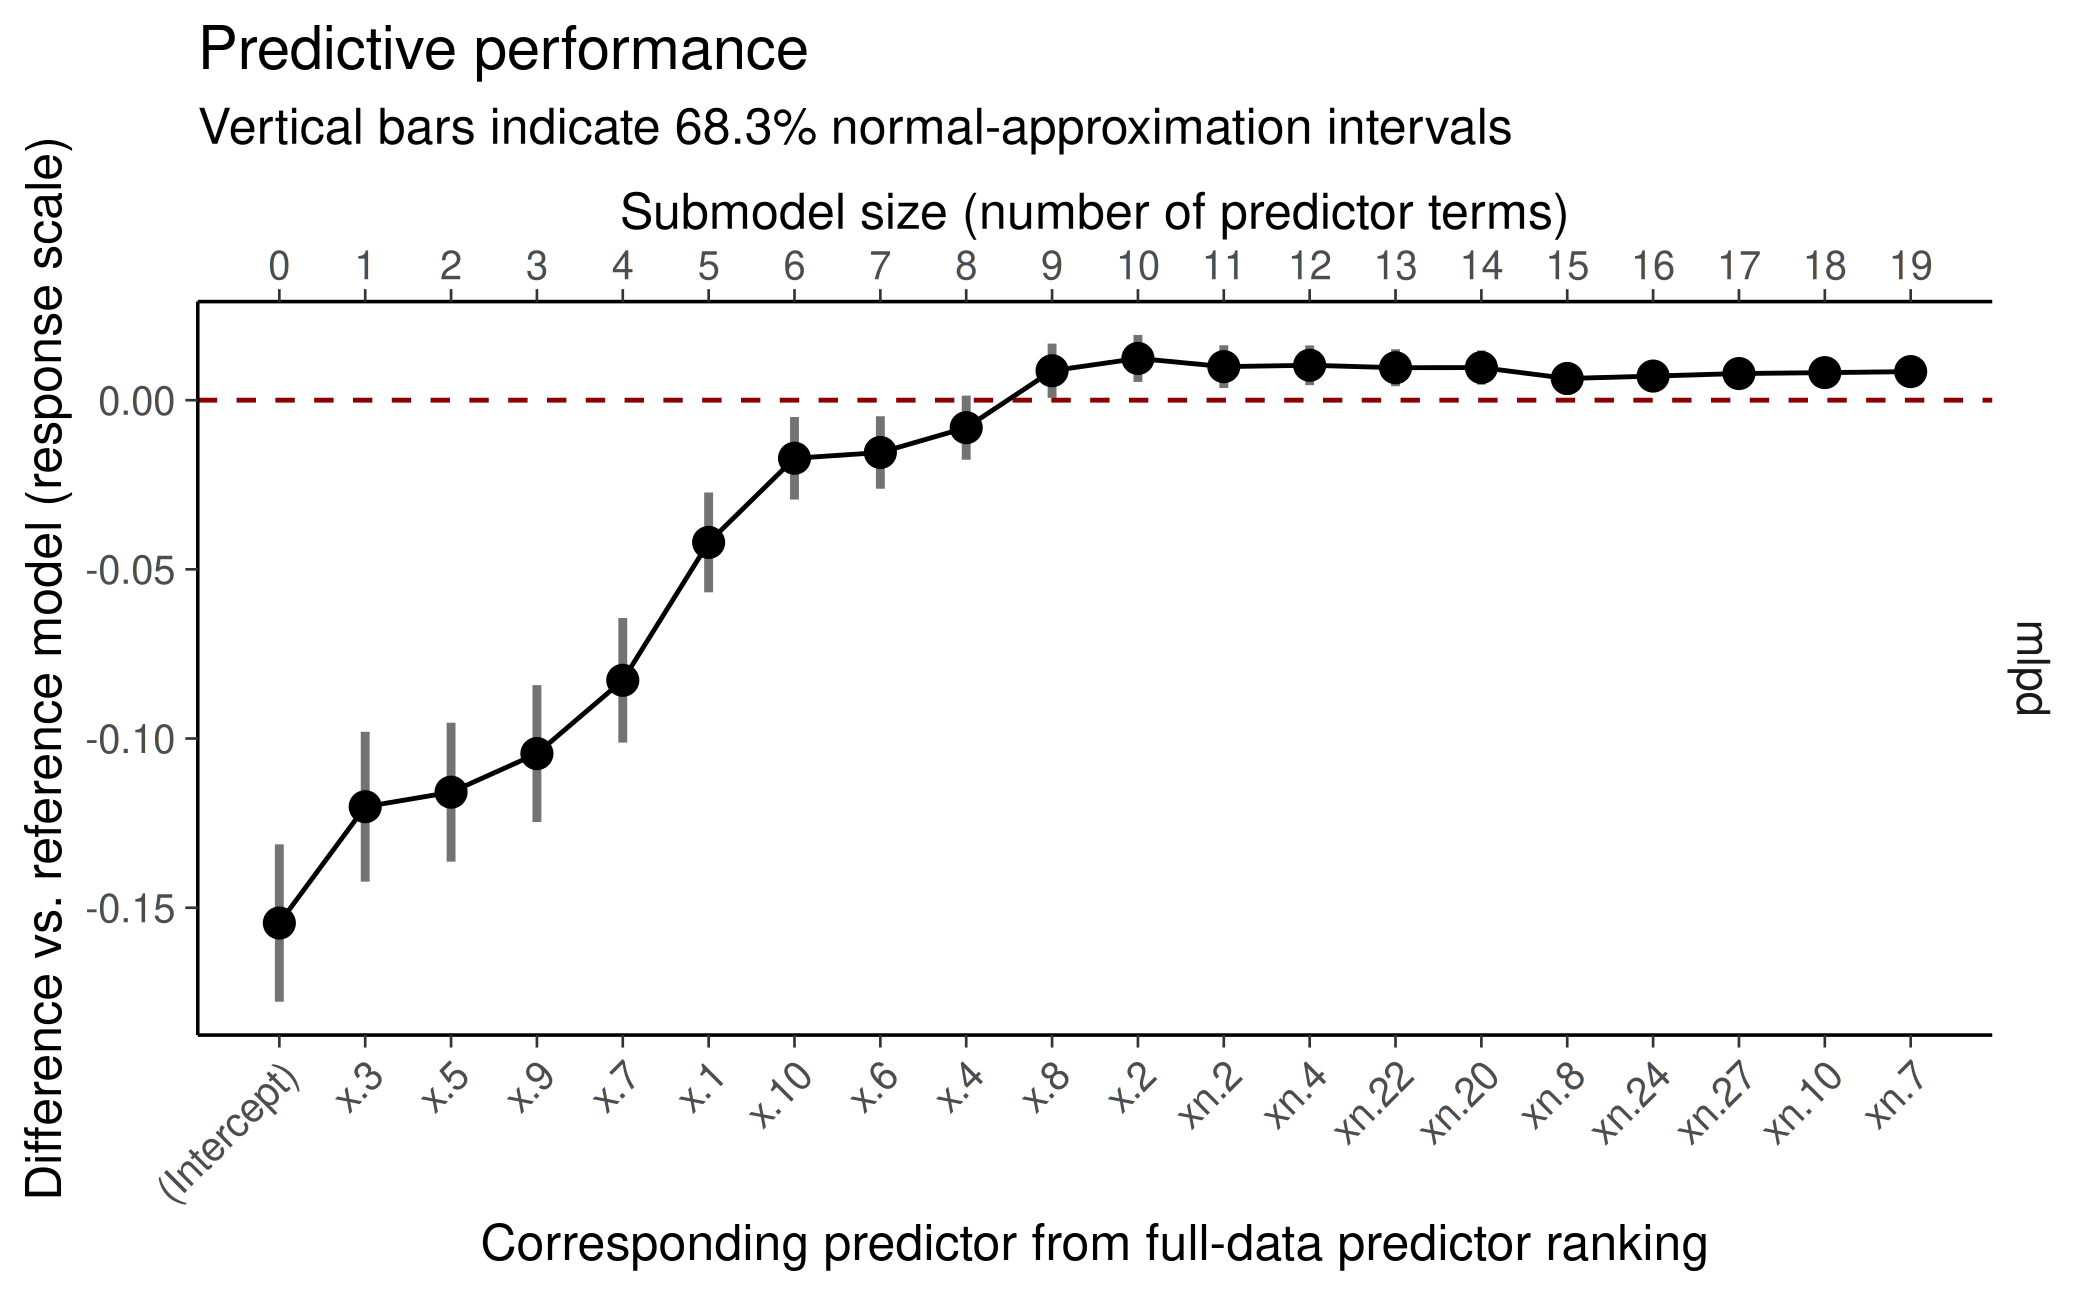 Predictive performance
Vertical bars indicate 68.3% normal-approximation intervals
Submodel size (number of predictor terms)
0 1 2 3 4 5 6 7 8 9 10 11 12 13 14 15 16 17 18 19
Difference vs. reference model (response scale)
0.00
-0.05
-0.10
-0.15
mlpd
(Intercept) x.3 x.5 x.9 x.7 x.1 x.10 x.6 x.4 x.8 x.2 xn.2 xn.4 xn.22 xn.20 xn.8 xn.24 xn.27 xn.10 xn.7
Corresponding predictor from full-data predictor ranking